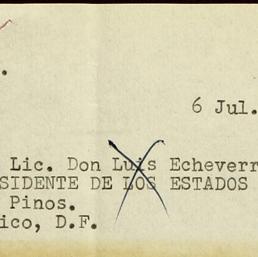 .
6 Jul.
Lic. Don Luis Echeverr
SIDENTE DE LOS ESTADOS
Pinos.
ico, D.F.